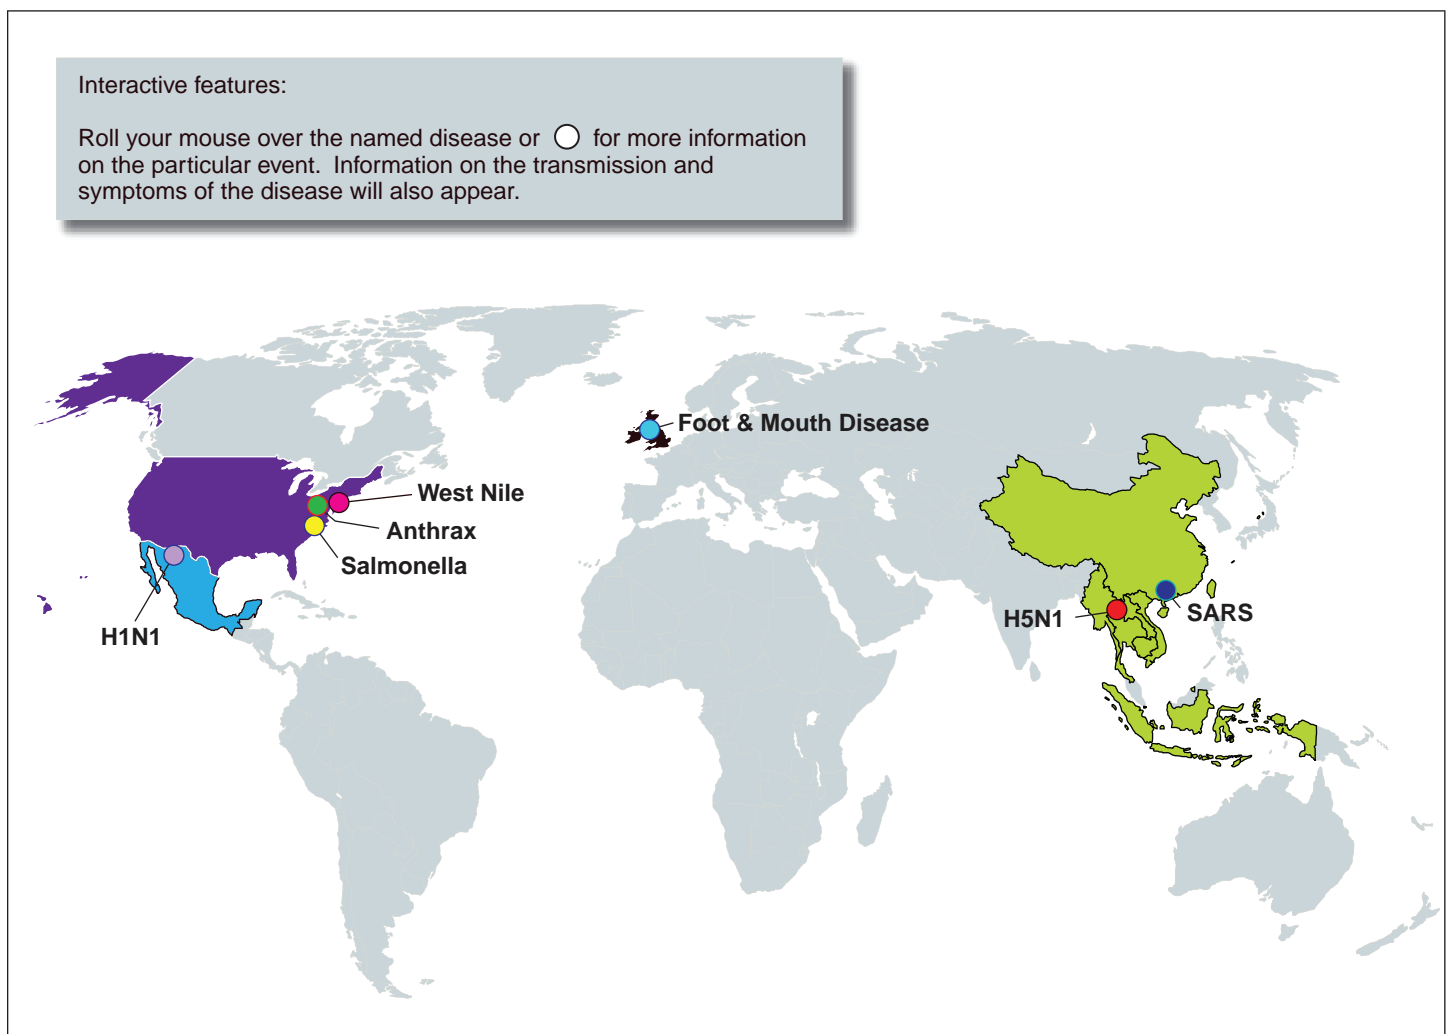 Interactive features:
Roll your mouse over the named disease or for more information
on the particular event. Information on the transmission and
symptoms of the disease will also appear.
Foot & Mouth Disease
West Nile
Anthrax
Salmonella
H1N1
H5N1
SARS